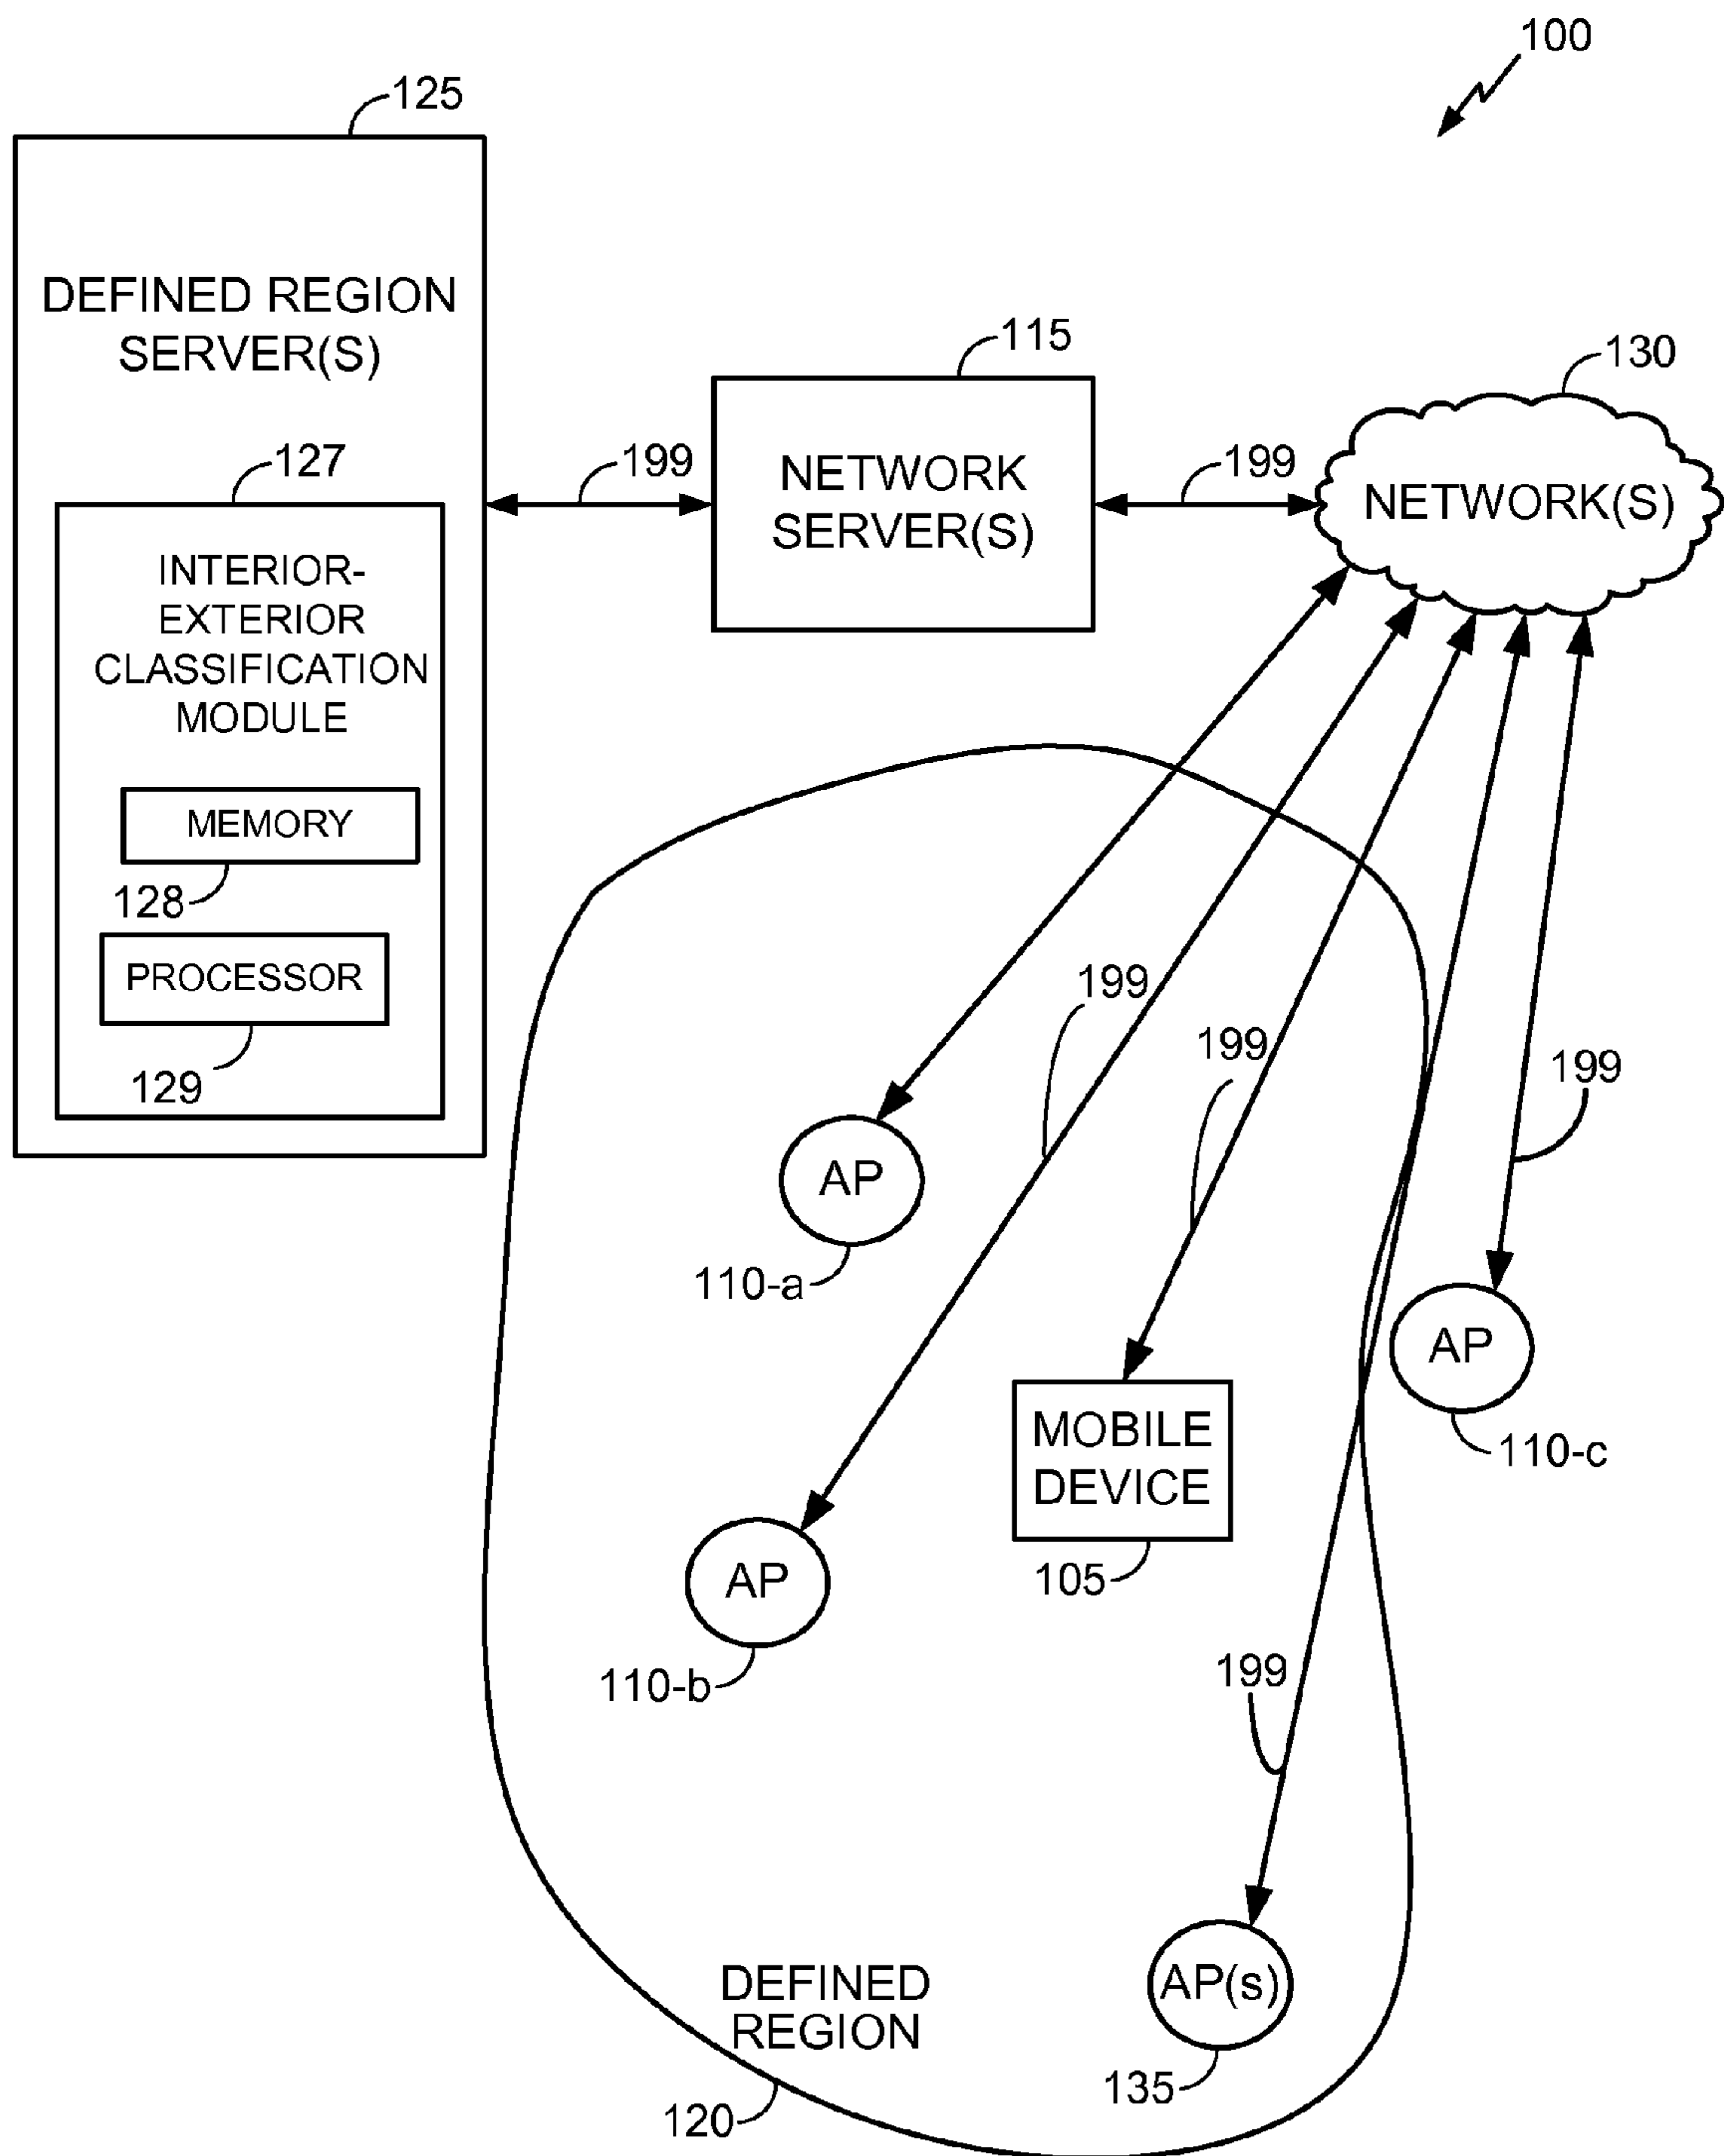 100
125
DEFINED REGION
SERVER(S)
115
130
127
199
199
NETWORK
SERVER(S)
NETWORK(S)
INTERIOR-
EXTERIOR
CLASSIFICATION
MODULE
MEMORY
128
PROCESSOR
129
199
199
199
AP
110-a
AP
110-c
MOBILE
DEVICE
105
AP
110-b
199
DEFINED
REGION
AP(s)
135
120